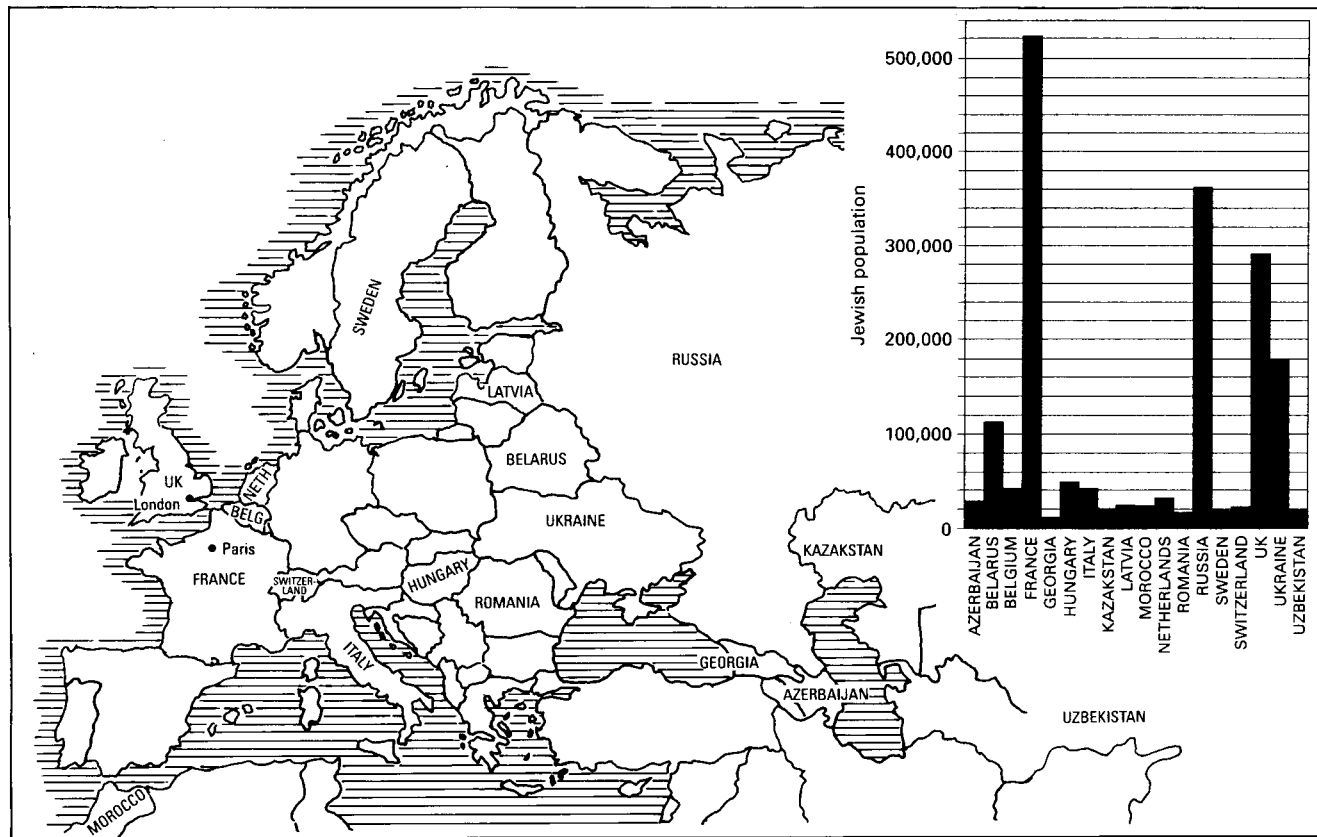 SWEDEN
RUSSIA
LATVIA
BELARUS
UK
London
NETH
BELG
UKRAINE
Paris
FRANCE
KAZAKSTAN
SWITZER-
LAND
HUNGARY
ROMANIA
ITALY
GEORGIA
AZERBAIJAN
UZBEKISTAN
MOROCCO
Jewish population
500,000
400,000
300,000
200,000
100,000
0
AZERBAIJAN
BELARUS
BELGIUM
FRANCE
GEORGIA
HUNGARY
ITALY
KAZAKSTAN
LATVIA
MOROCCO
NETHERLANDS
ROMANIA
RUSSIA
SWEDEN
SWITZERLAND
UK
UKRAINE
UZBEKISTAN